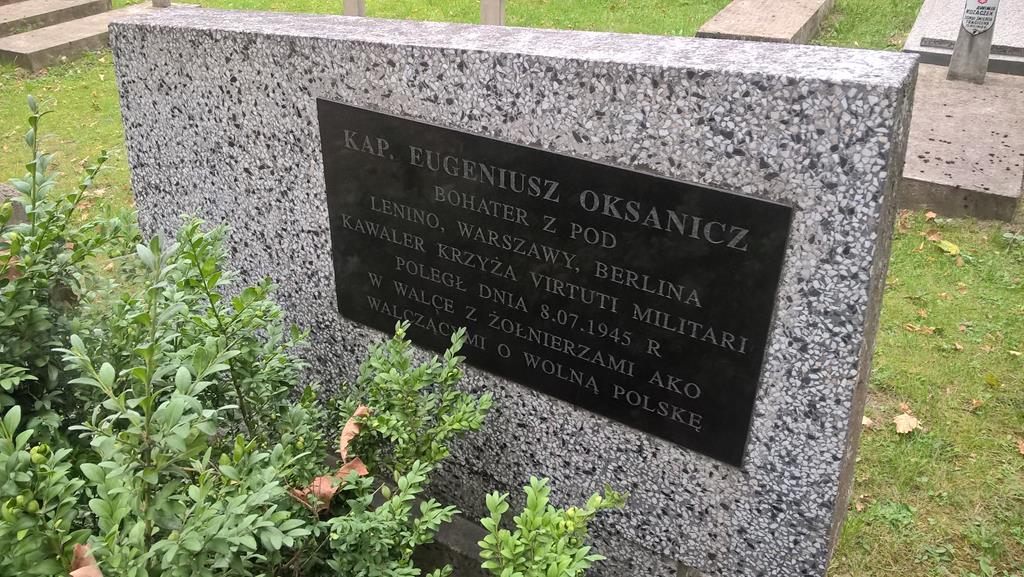 KAP. EUGENIUSZ OKSANICZ
BOHATER Z POD
LENINO, WARSZAWY, BERLINA
KAWALER KRZYŻA VIRTUTI MILITARI
POLEGŁ DNIA 8.07.1945 R
W WALCE Z ŻOŁNIERZAMI AKO
WALCZĄCYMI O WOLNĄ POLSKĘ
KOZACZEK